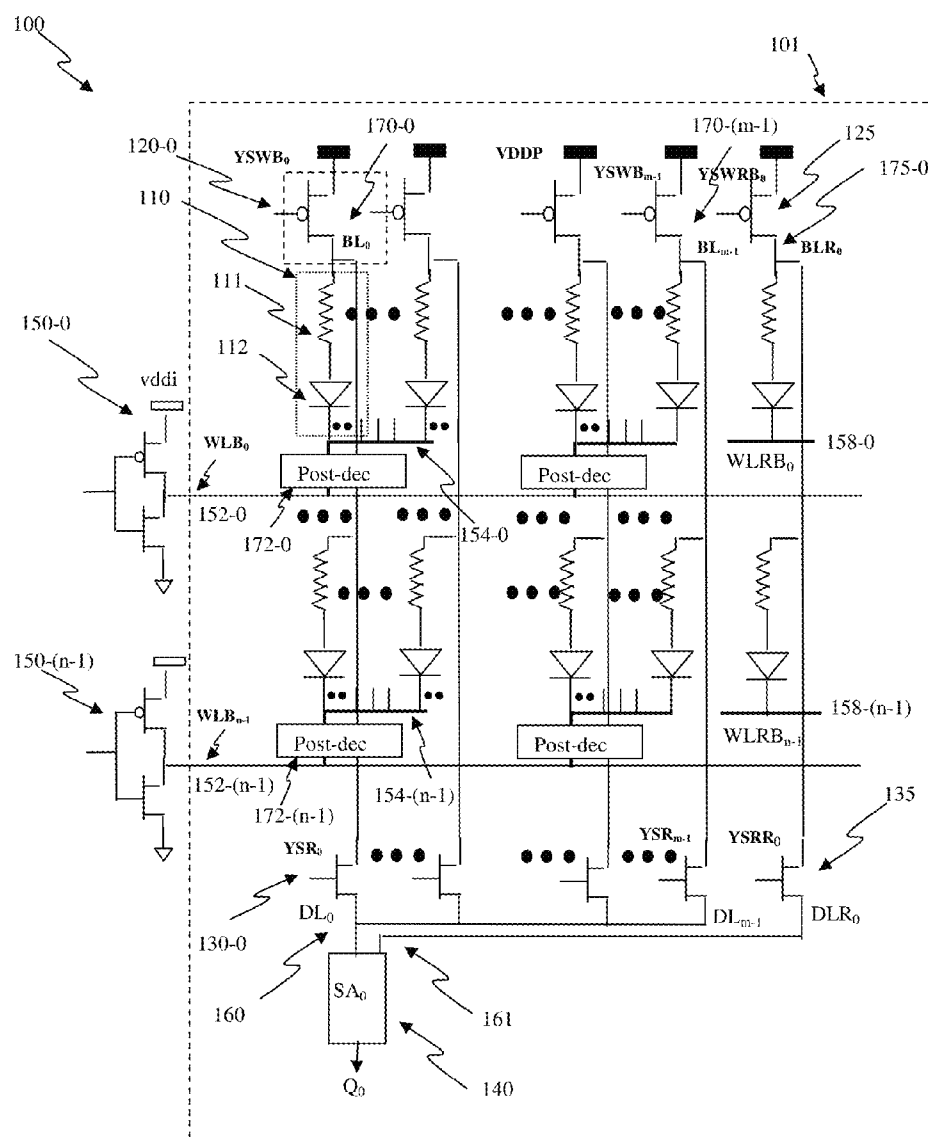 100
101
170-0
170-(m-1)
125
120-0
YSWB0
VDDP
YSWBm-1
YSWRB0
175-0
110
BL0
BLm-1
BLR0
111
150-0
112
vddi
WLB0
158-0
Post-dec
Post-dec
WLRB0
152-0
172-0
154-0
150-(n-1)
WLBn-1
158-(n-1)
Post-dec
Post-dec
WLRBn-1
152-(n-1)
154-(n-1)
172-(n-1)
135
YSR0
YSRm-1
YSRR0
DL0
DLm-1
DLR0
130-0
160
SA0
161
140
Q0